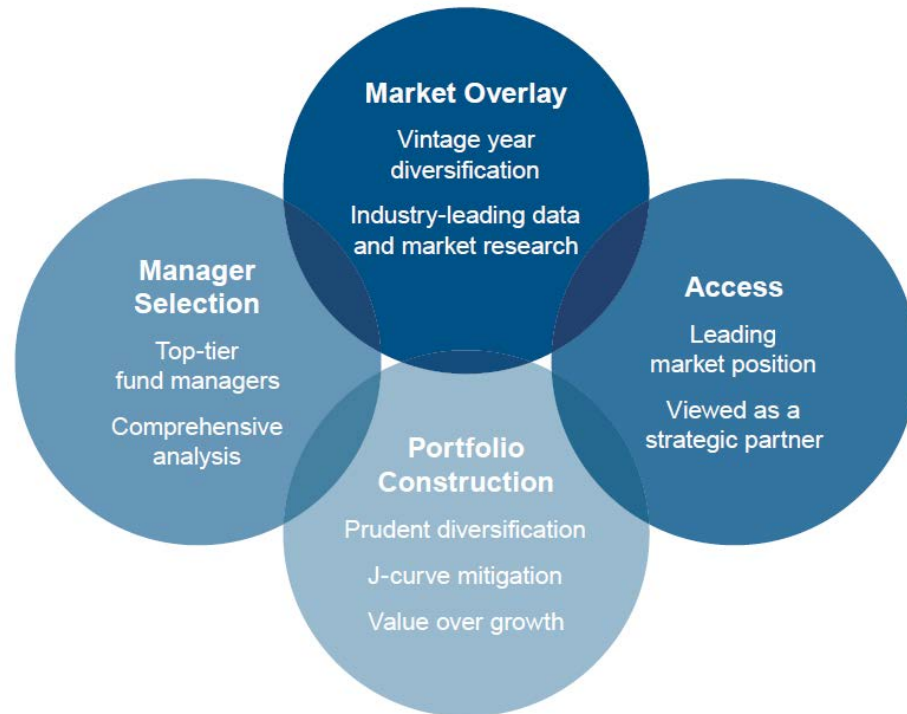 Market Overlay
Vintage year
diversification
Industry-leading data
and market research
Manager
Selection
Top-tier
fund managers
Comprehensive
analysis
Access
Leading
market position
Viewed as a
strategic partner
Portfolio
Construction
Prudent diversification
J-curve mitigation
Value over growth